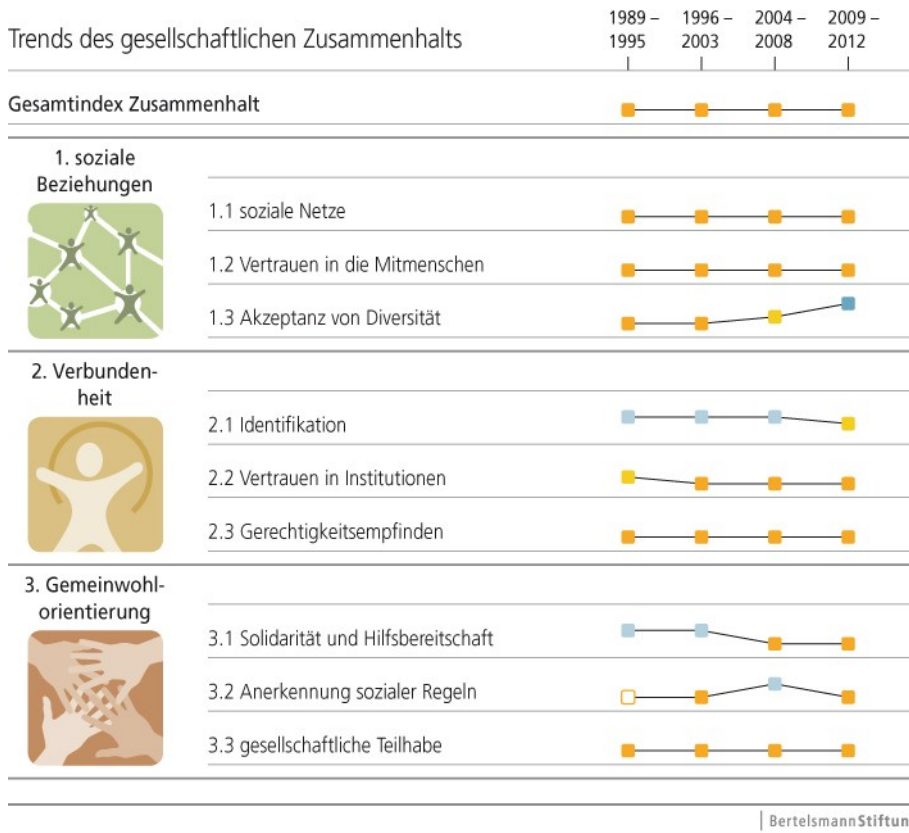 Trends des gesellschaftlichen Zusammenhalts
1989 – 1996 – 2004 – 2009 –
1995 2003 2008 2012
Gesamtindex Zusammenhalt
1. soziale
Beziehungen
1.1 soziale Netze
1.2 Vertrauen in die Mitmenschen
1.3 Akzeptanz von Diversität
2. Verbunden-
heit
2.1 Identifikation
2.2 Vertrauen in Institutionen
2.3 Gerechtigkeitsempfinden
3. Gemeinwohl-
orientierung
3.1 Solidarität und Hilfsbereitschaft
3.2 Anerkennung sozialer Regeln
3.3 gesellschaftliche Teilhabe
BertelsmannStiftun